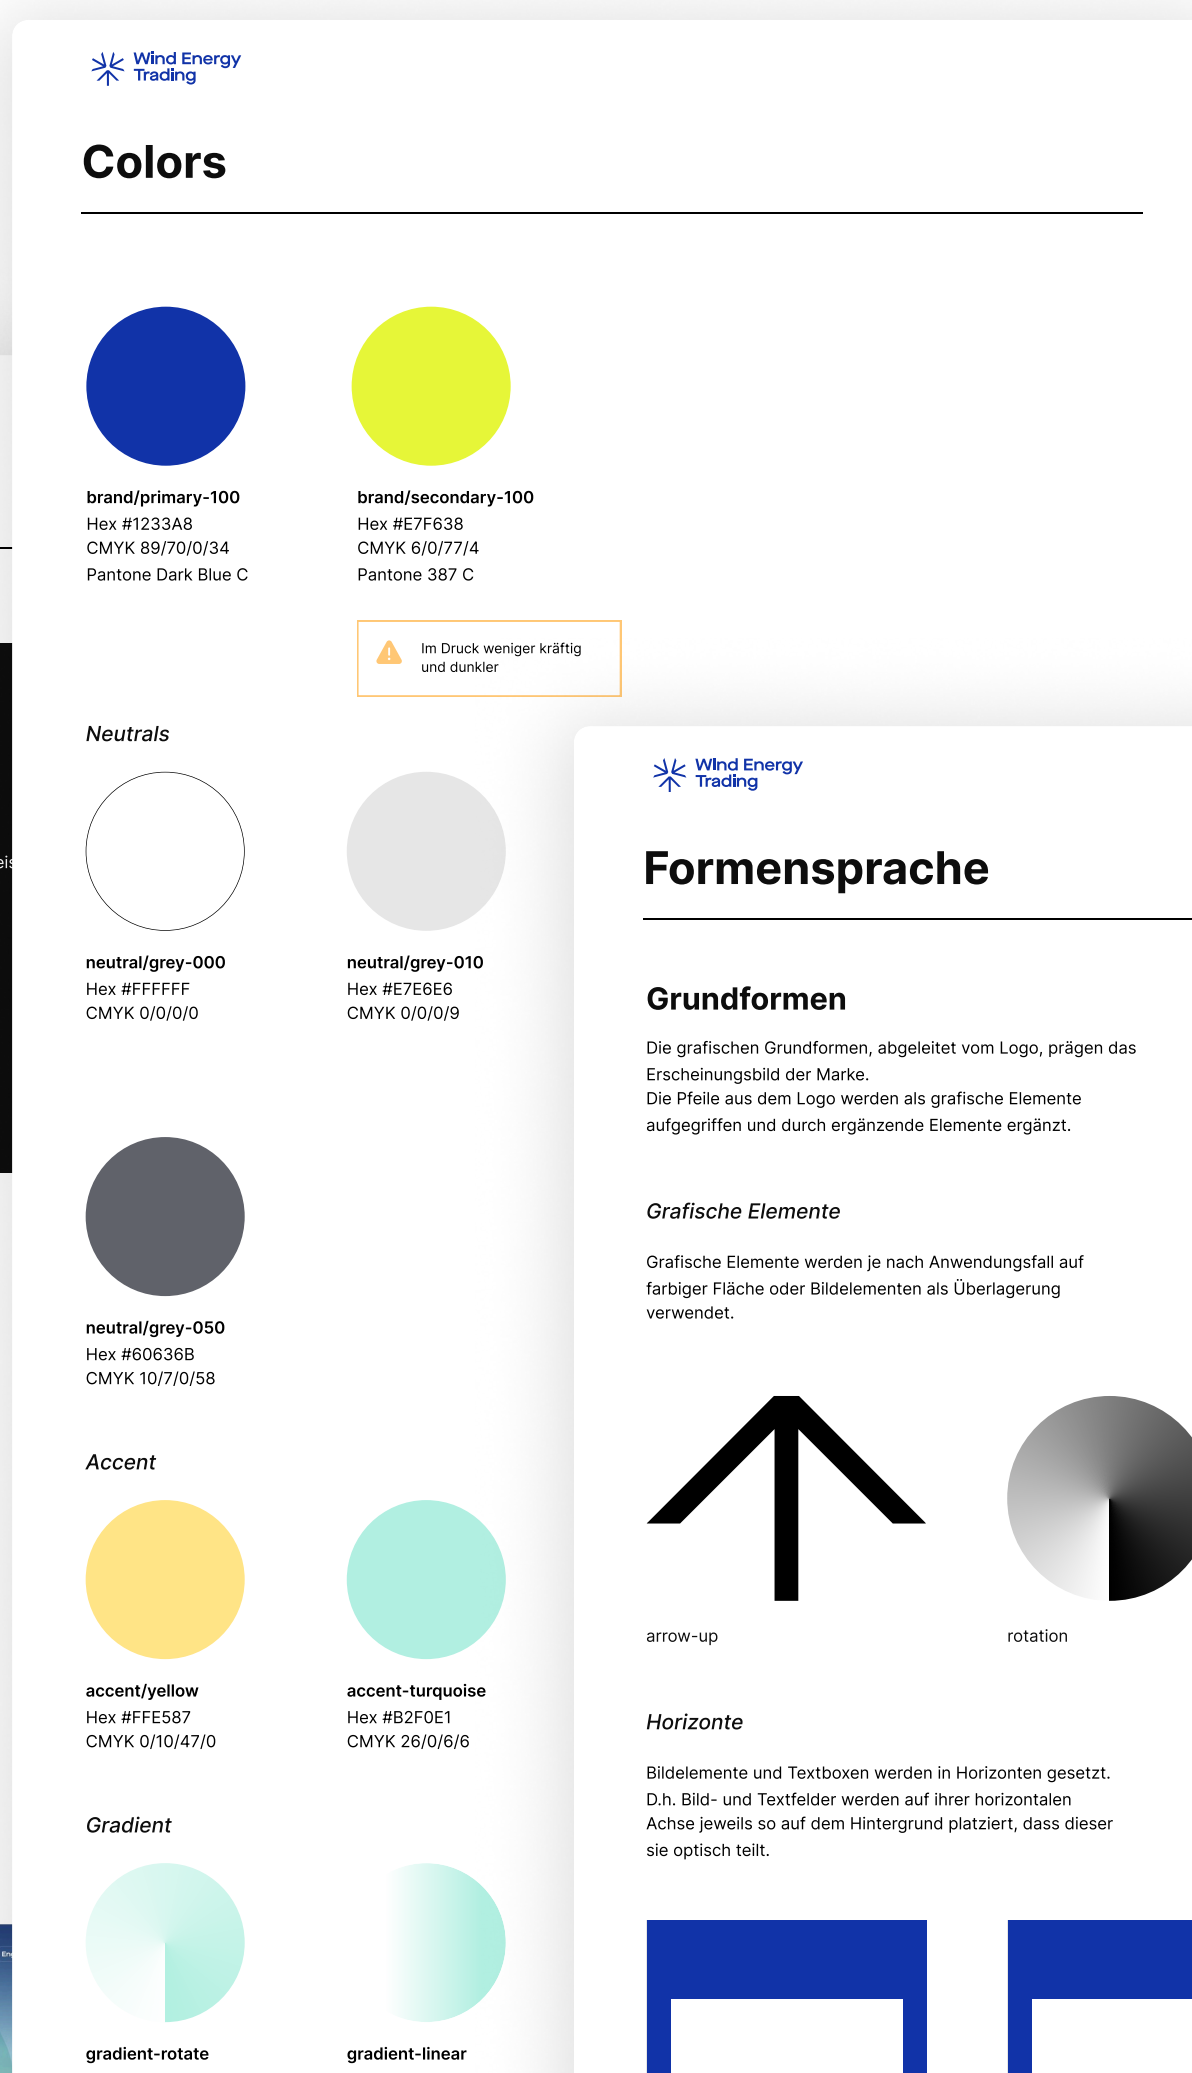 Wind Energy
Trading
Colors
brand/primary-100
Hex #1233A8
CMYK 89/70/0/34
Pantone Dark Blue C
brand/secondary-100
Hex #E7F638
CMYK 6/0/77/4
Pantone 387 C
Im Druck weniger kräftig
und dunkler
Neutrals
neutral/grey-000
Hex #FFFFFF
CMYK 0/0/0/0
neutral/grey-010
Hex #E7E6E6
CMYK 0/0/0/9
neutral/grey-050
Hex #60636B
CMYK 10/7/0/58
Accent
accent/yellow
Hex #FFE587
CMYK 0/10/47/0
accent-turquoise
Hex #B2F0E1
CMYK 26/0/6/6
Gradient
gradient-rotate
gradient-linear
Wind Energy
Trading
Formensprache
Grundformen
Die grafischen Grundformen, abgeleitet vom Logo, prägen das
Erscheinungsbild der Marke.
Die Pfeile aus dem Logo werden als grafische Elemente
aufgegriffen und durch ergänzende Elemente ergänzt.
Grafische Elemente
Grafische Elemente werden je nach Anwendungsfall auf
farbiger Fläche oder Bildelementen als Überlagerung
verwendet.
arrow-up
rotation
Horizonte
Bildelemente und Textboxen werden in Horizonten gesetzt.
D.h. Bild- und Textfelder werden auf ihrer horizontalen
Achse jeweils so auf dem Hintergrund platziert, dass dieser
sie optisch teilt.